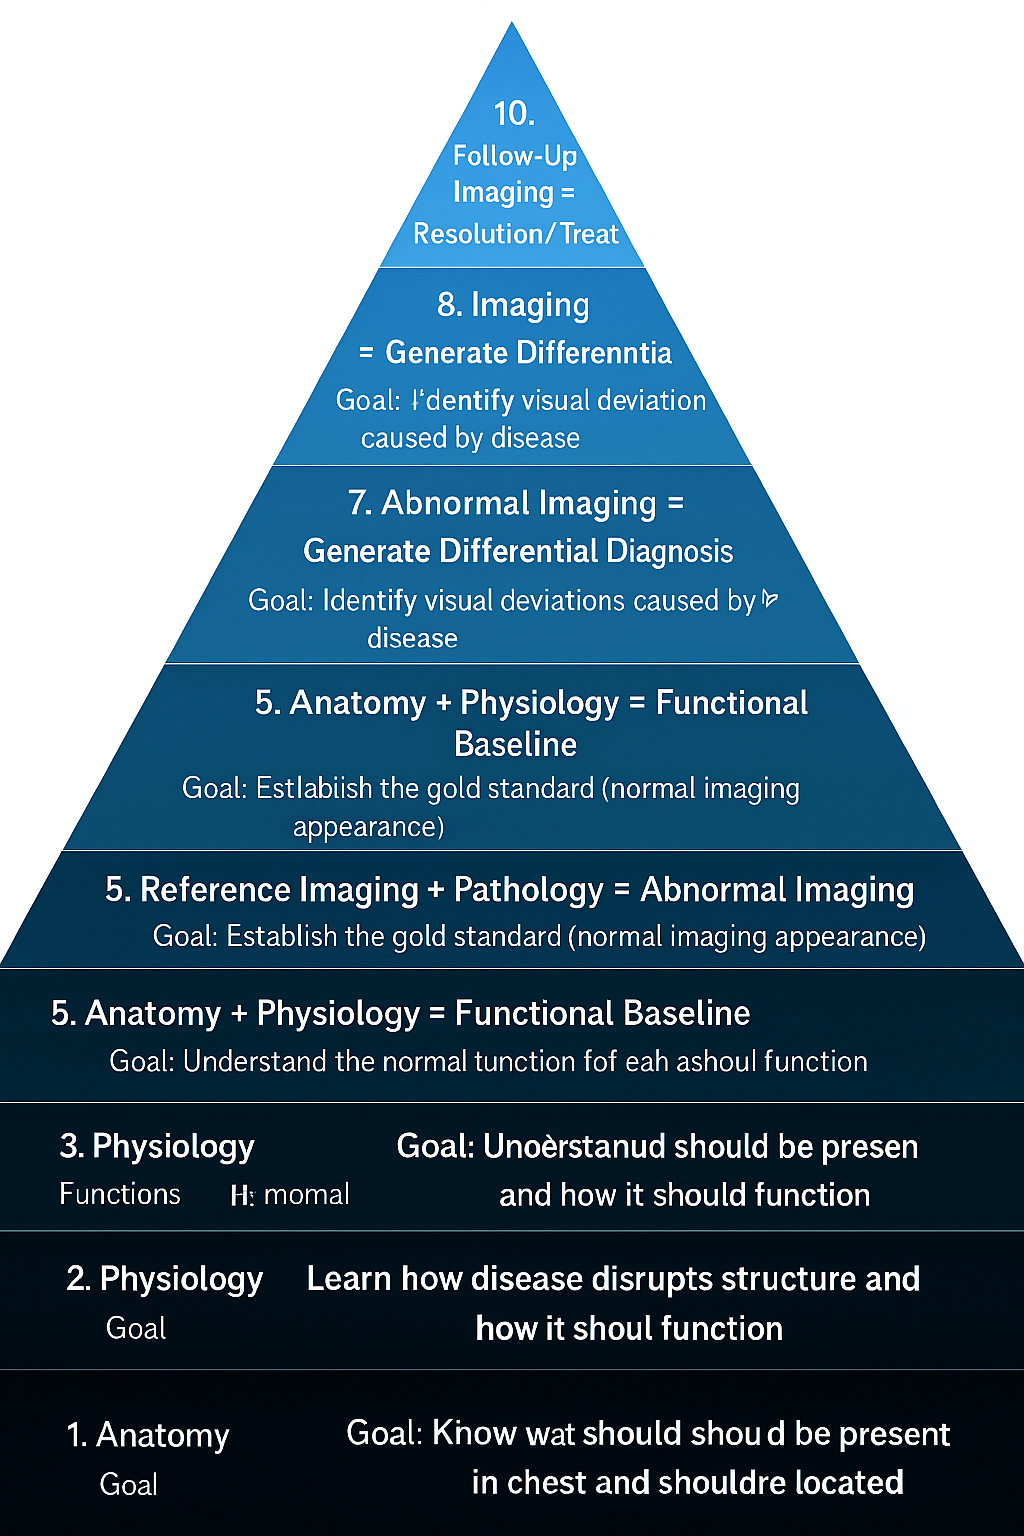 10.
Follow-Up
Imaging =
Resolution/Treat
8. Imaging
= Generate Differenntia
Goal: I'dentify visual deviation
caused by disease
7. Abnormal Imaging =
Generate Differential Diagnosis
Goal: Identify visual deviations caused by
disease
5. Anatomy + Physiology = Functional
Baseline
Goal: Estlabiish the gold standard (normal imaging
appearance)
5. Reference Imaging + Pathology = Abnormal Imaging
Goal: Establish the gold standard (normal imaging appearance)
5. Anatomy + Physiology = Functional Baseline
Goal: Understand the normal tunction fof eah ashoul function
3. Physiology
Functions momal
Goal: Unoèrstanud should be presen
and how it should function
2. Physiology
Goal
Learn how disease disrupts structure and
how it shoul function
1. Anatomy
Goal
Goal: Know wat should shou d be present
in chest and shouldre located